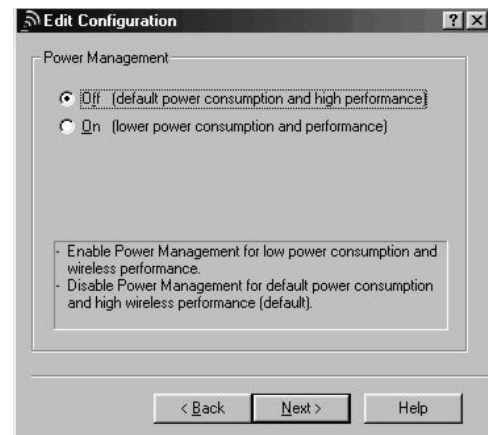 Edit Configuration
Power Management
Off (default power consumption and high performance)
On (lower power consumption and performance)
- Enable Power Management for low power consumption and
wireless performance.
- Disable Power Management for default power consumption
and high wireless performance (default).
< Back
Next >
Help